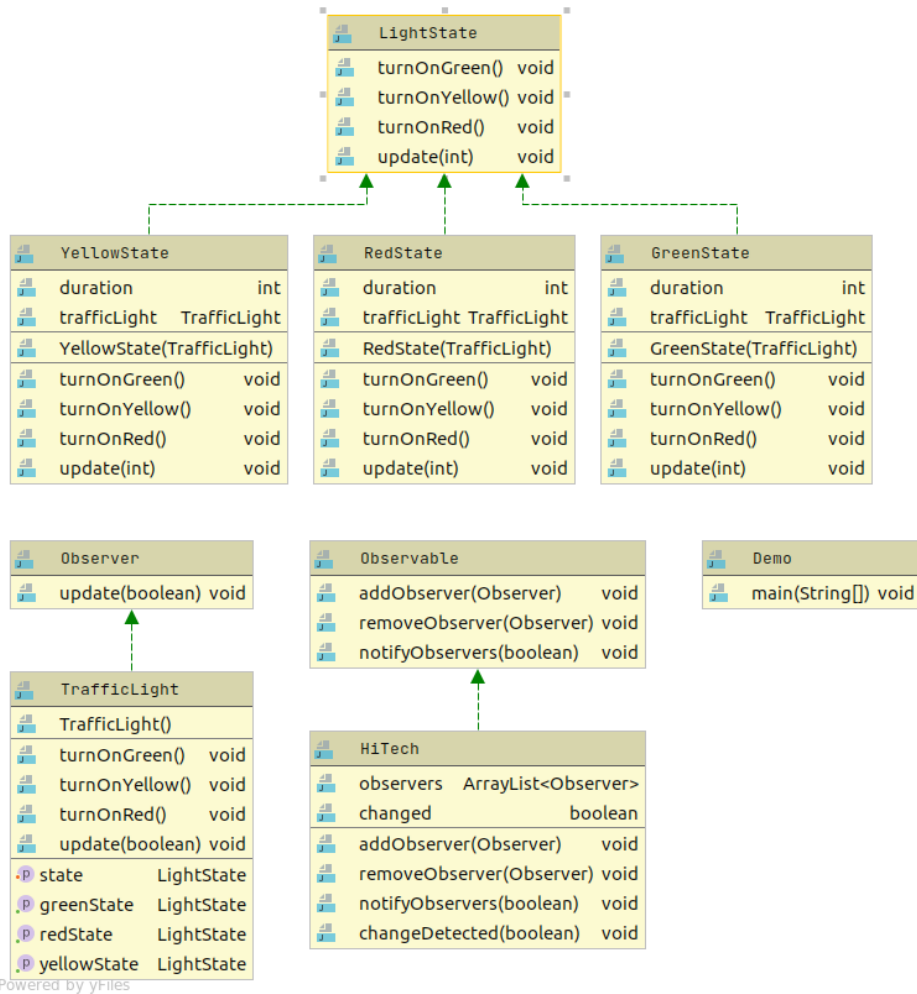 LightState
turnOnGreen() void
turnOnYellow() void
turnOnRed() void
update(int) void
YellowState
duration int
trafficLight TrafficLight
YellowState(TrafficLight)
turnOnGreen() void
turnOnYellow() void
turnOnRed() void
update(int) void
RedState
duration int
trafficLight TrafficLight
RedState(TrafficLight)
turnOnGreen() void
turnOnYellow() void
turnOnRed() void
update(int) void
GreenState
duration int
trafficLight TrafficLight
GreenState(TrafficLight)
turnOnGreen() void
turnOnYellow() void
turnOnRed() void
update(int) void
Observer
update(boolean) void
Observable
addObserver(Observer) void
removeObserver(Observer) void
notifyObservers(boolean) void
Demo
main(String[]) void
TrafficLight
TrafficLight()
turnOnGreen() void
turnOnYellow() void
turnOnRed() void
update(boolean) void
state LightState
greenState LightState
redState LightState
yellowState LightState
HiTech
observers ArrayList<Observer>
changed boolean
addObserver(Observer) void
removeObserver(Observer) void
notifyObservers(boolean) void
changeDetected(boolean) void
Powered by yFiles